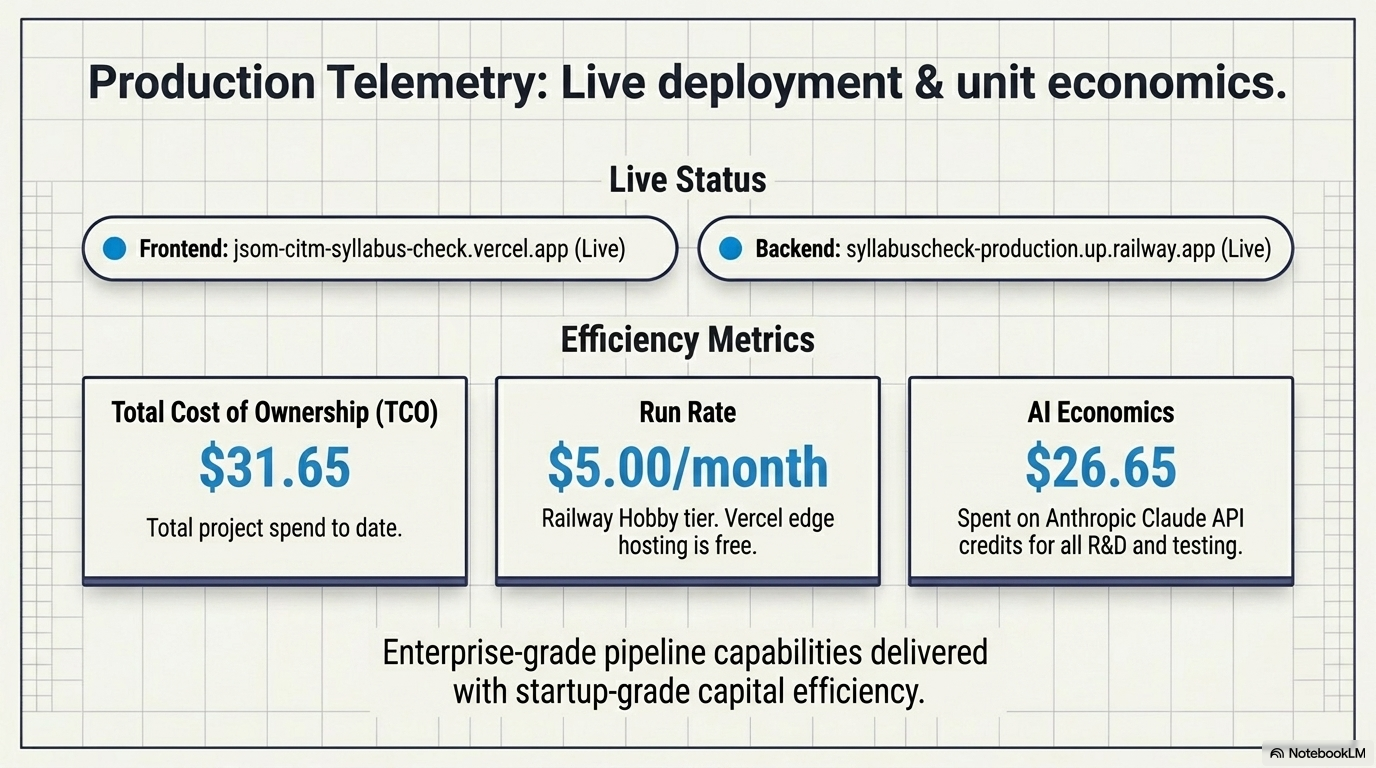 Production Telemetry: Live deployment & unit economics.
Live Status
Frontend: jsom-citm-syllabus-check.vercel.app (Live)
Backend: syllabuscheck-production.up.railway.app (Live)
Efficiency Metrics
Total Cost of Ownership (TCO)
$31.65
Total project spend to date.
Run Rate
$5.00/month
Railway Hobby tier. Vercel edge
hosting is free.
AI Economics
$26.65
Spent on Anthropic Claude API
credits for all R&D and testing.
Enterprise-grade pipeline capabilities delivered
with startup-grade capital efficiency.
NotebookLM